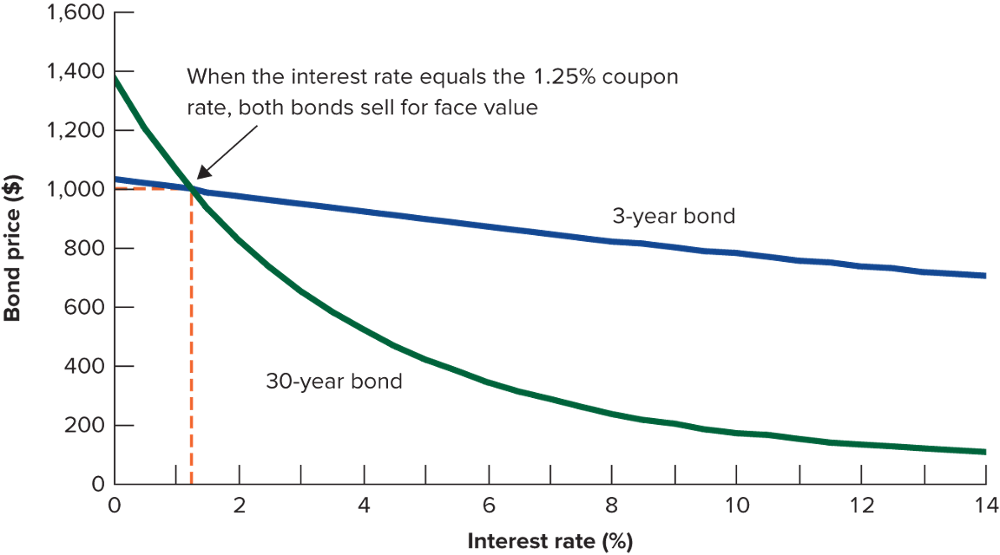 1,600
1,400
1,200
1,000
800
600
400
200
0
Bond price ($)
When the interest rate equals the 1.25% coupon
rate, both bonds sell for face value
3-year bond
30-year bond
0 2 4 6 8 10 12 14
Interest rate (%)